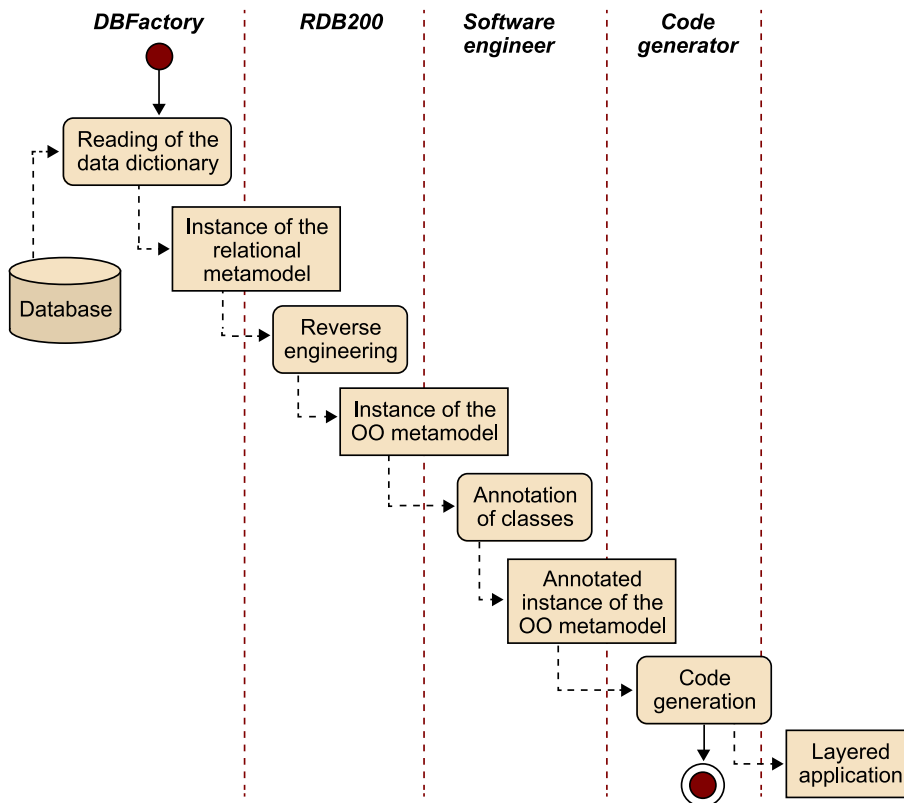 DBFactory
RDB200
Software
engineer
Code
generator
Reading of the
data dictionary
Instance of the
relational
metamodel
Database
Reverse
engineering
Instance of the
OO metamodel
Annotation
of classes
Annotated
instance of the
OO metamodel
Code
generation
Layered
application